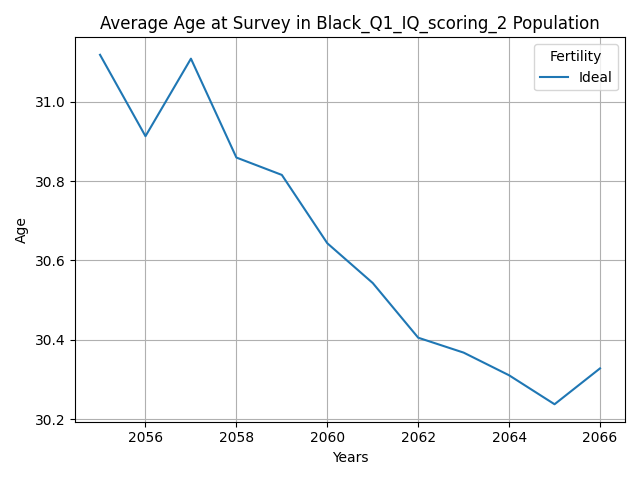 Average Age at Survey in Black_Q1_IQ_scoring_2 Population
Fertility
Ideal
Age
31.0
30.8
30.6
30.4
30.2
2056 2058 2060 2062 2064 2066
Years